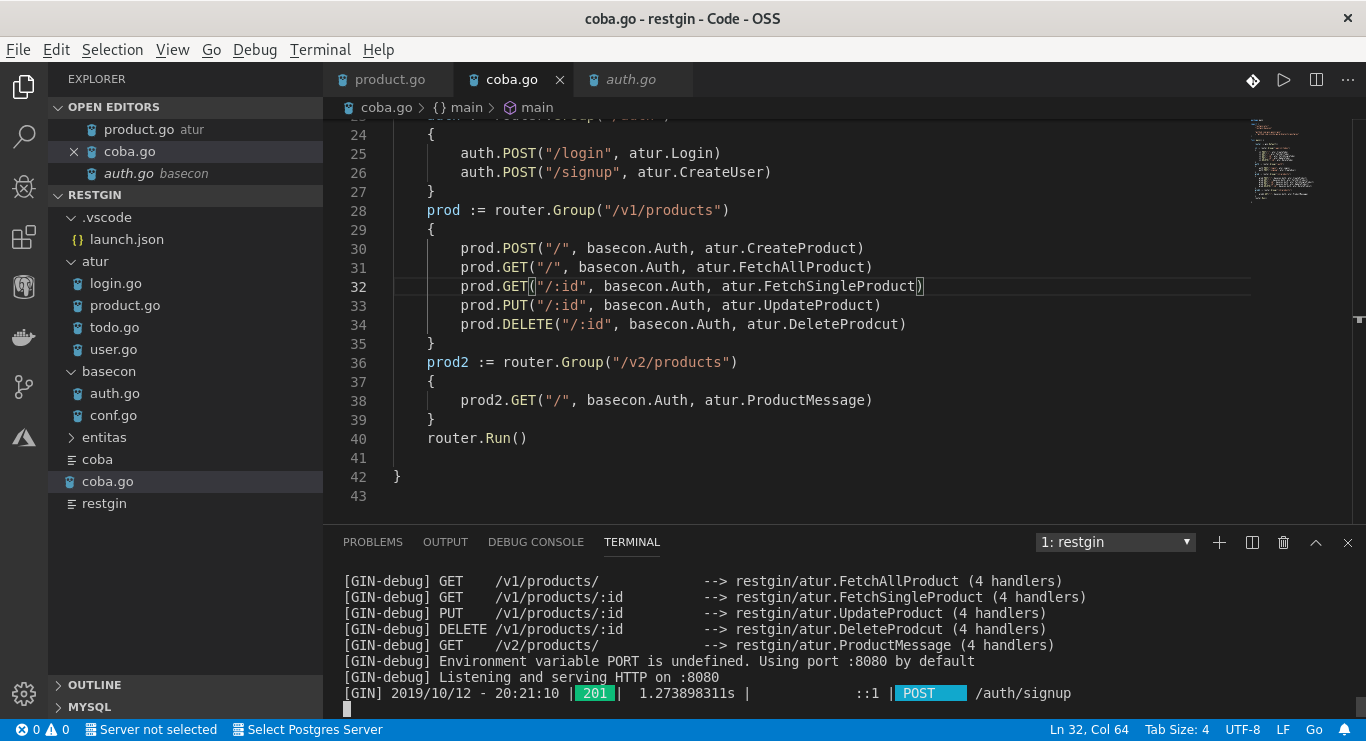 coba.go - restgin - Code - OSS
File Edit Selection View Go Debug Terminal Help
EXPLORER
OPEN EDITORS
product.go atur
coba.go
auth.go basecon
RESTGIN
.vscode
launch.json
atur
login.go
product.go
todo.go
user.go
basecon
auth.go
conf.go
entitas
coba
coba.go
restgin
OUTLINE
MYSQL
product.go coba.go auth.go
coba.go > {} main > main
24 {
25 auth.POST("/login", atur.Login)
26 auth.POST("/signup", atur.CreateUser)
27 }
28 prod := router.Group("/v1/products")
29 {
30 prod.POST("/", basecon.Auth, atur.CreateProduct)
31 prod.GET("/", basecon.Auth, atur.FetchAllProduct)
32 prod.GET("/:id", basecon.Auth, atur.FetchSingleProduct)
33 prod.PUT("/:id", basecon.Auth, atur.UpdateProduct)
34 prod.DELETE("/:id", basecon.Auth, atur.DeleteProdcut)
35 }
36 prod2 := router.Group("/v2/products")
37 {
38 prod2.GET("/", basecon.Auth, atur.ProductMessage)
39 }
40 router.Run()
41
42 }
43
PROBLEMS OUTPUT DEBUG CONSOLE TERMINAL 1: restgin
[GIN-debug] GET /v1/products/ --> restgin/atur.FetchAllProduct (4 handlers)
[GIN-debug] GET /v1/products/:id --> restgin/atur.FetchSingleProduct (4 handlers)
[GIN-debug] PUT /v1/products/:id --> restgin/atur.UpdateProduct (4 handlers)
[GIN-debug] DELETE /v1/products/:id --> restgin/atur.DeleteProdcut (4 handlers)
[GIN-debug] GET /v2/products/ --> restgin/atur.ProductMessage (4 handlers)
[GIN-debug] Environment variable PORT is undefined. Using port :8080 by default
[GIN-debug] Listening and serving HTTP on :8080
[GIN] 2019/10/12 - 20:21:10 | 201 | 1.273898311s | ::1 | POST /auth/signup
0 0 Server not selected Select Postgres Server Ln 32, Col 64 Tab Size: 4 UTF-8 LF Go